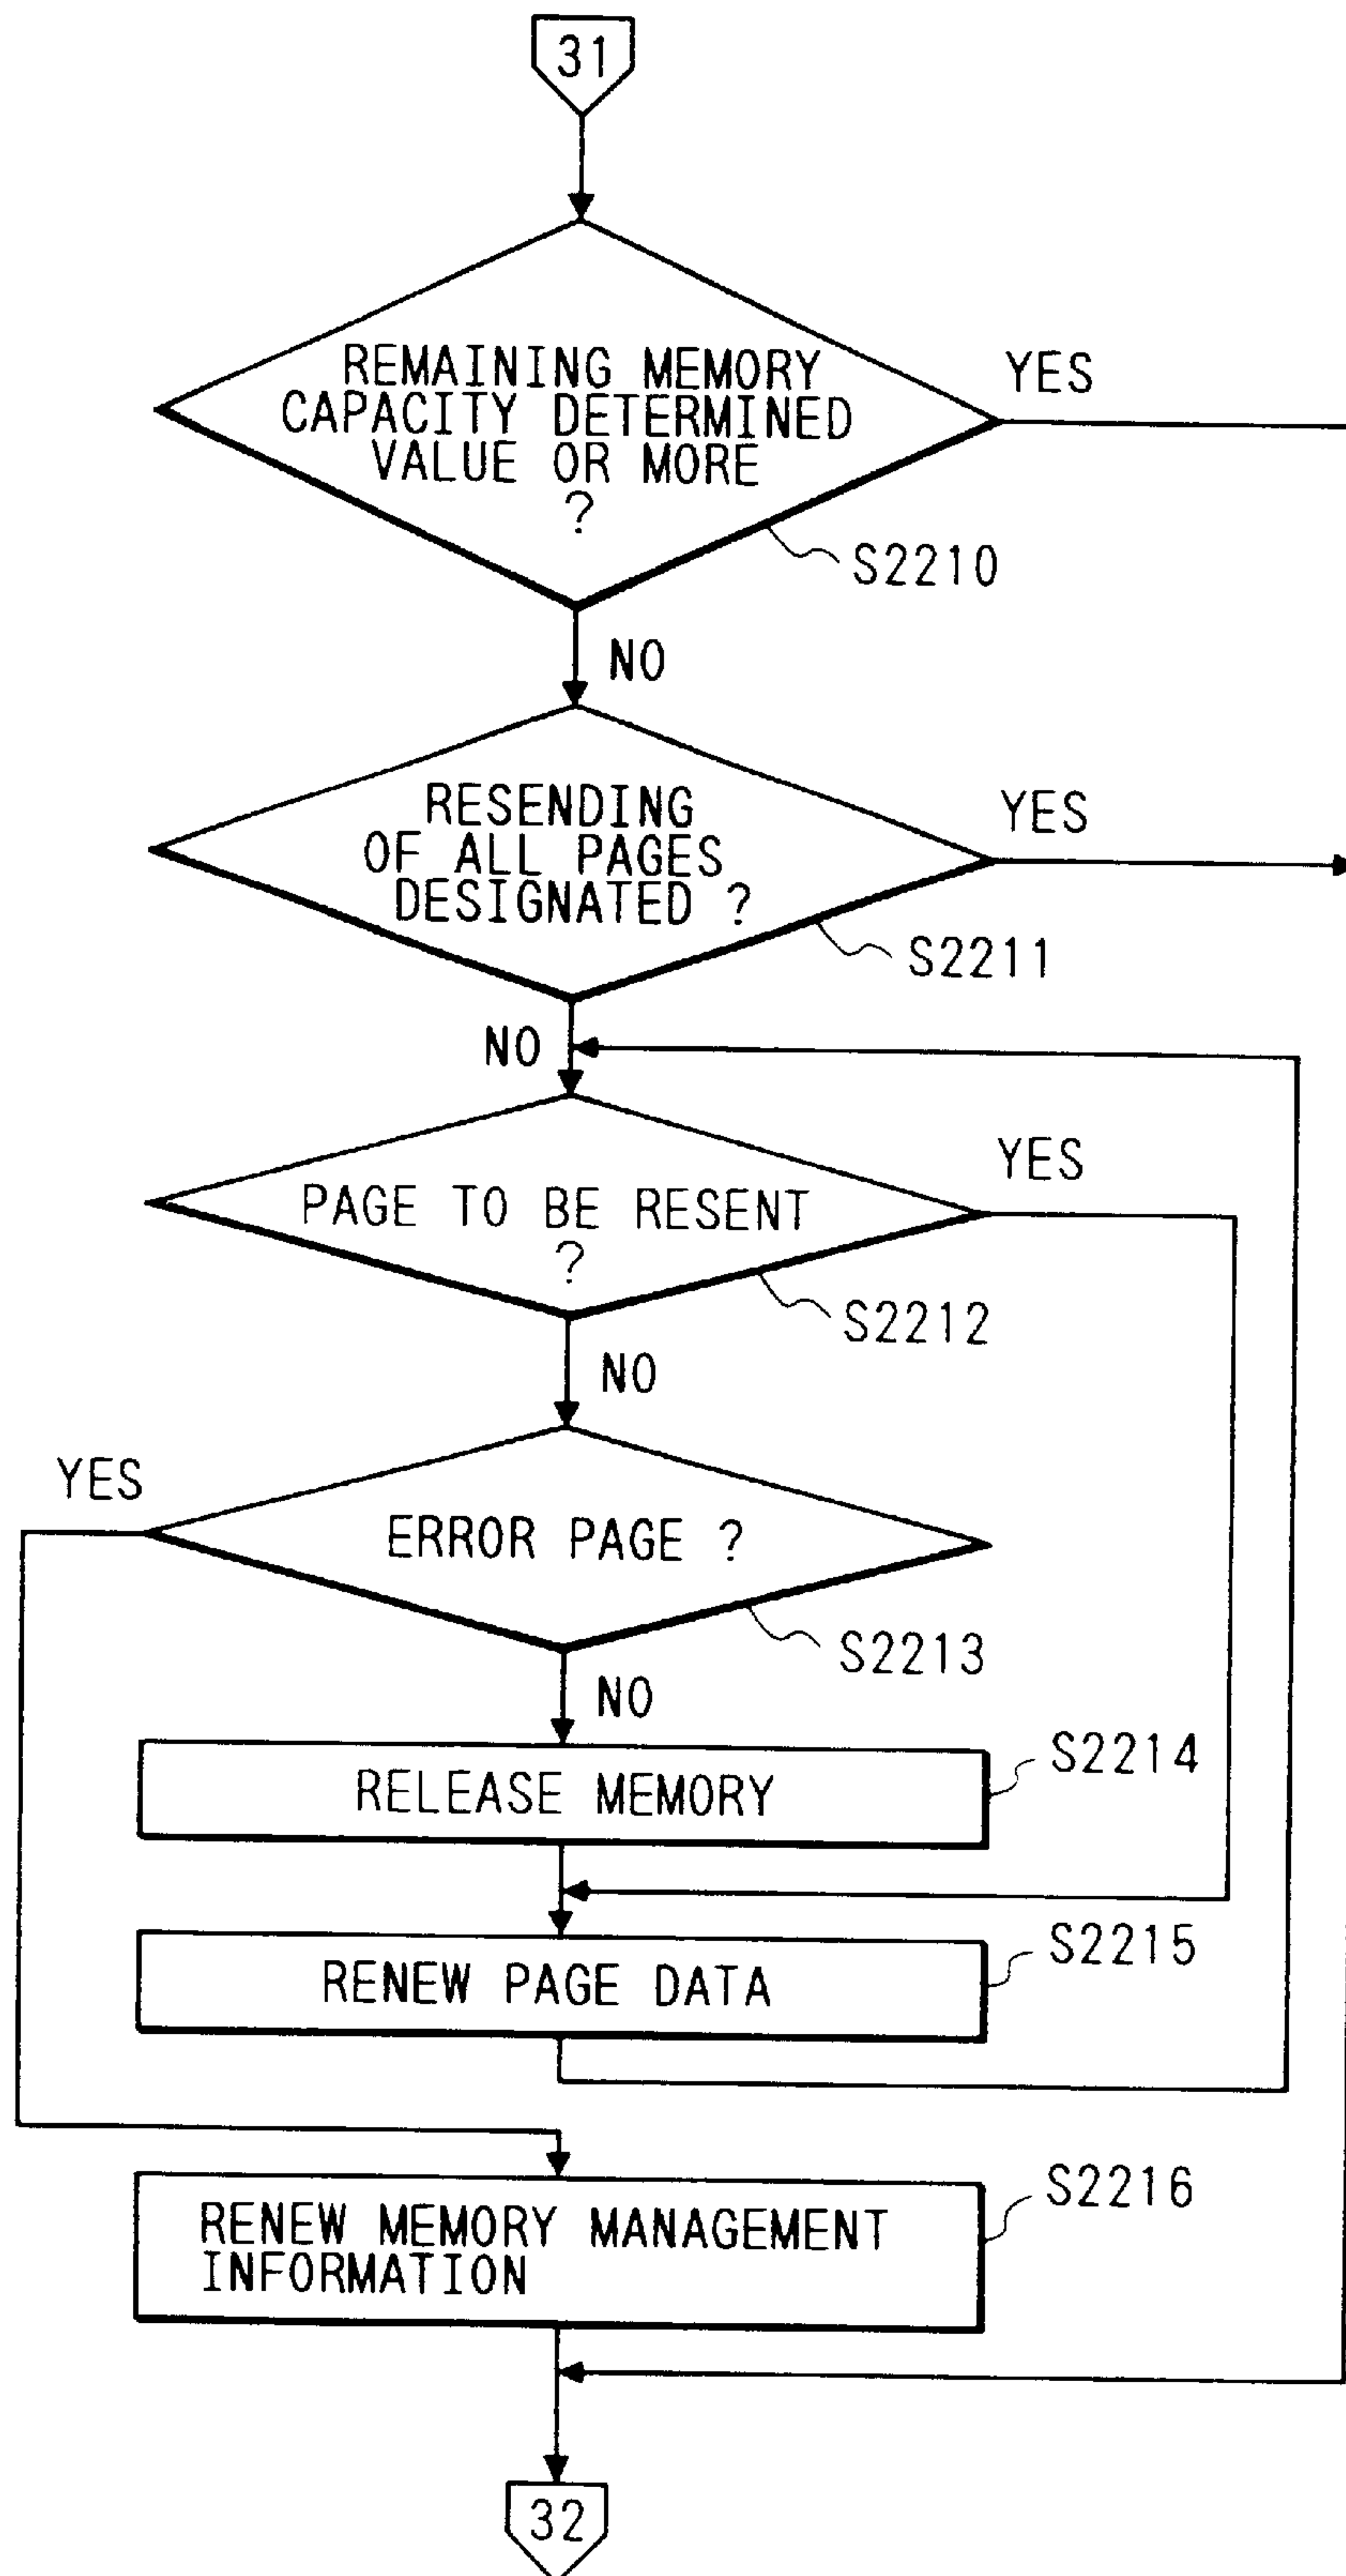 31
REMAINING MEMORY
CAPACITY DETERMINED
VALUE OR MORE
?
YES
S2210
NO
RESENDING
OF ALL PAGES
DESIGNATED ?
YES
S2211
NO
PAGE TO BE RESENT
?
YES
S2212
NO
YES
ERROR PAGE ?
S2213
NO
RELEASE MEMORY
S2214
RENEW PAGE DATA
S2215
RENEW MEMORY MANAGEMENT
INFORMATION
S2216
32